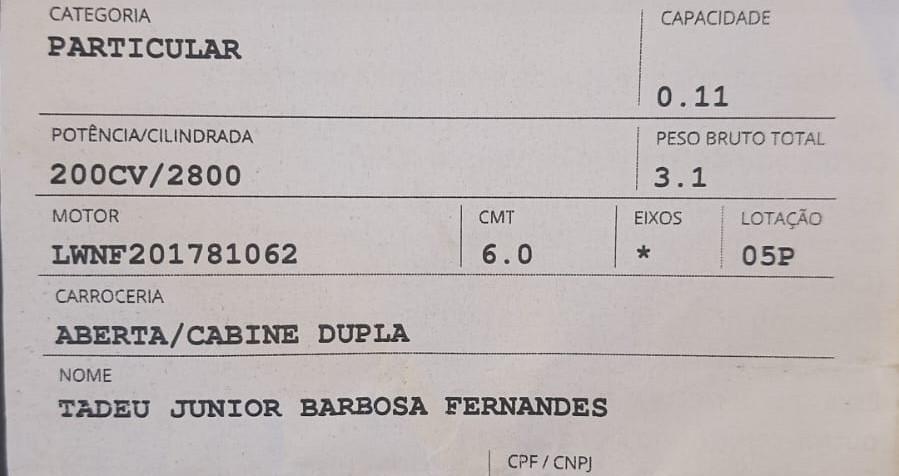 CATEGORIA
CAPACIDADE
PARTICULAR
0.11
POTÊNCIA/CILINDRADA
PESO BRUTO TOTAL
200CV/2800
3.1
MOTOR
CMT
EIXOS
LOTAÇÃO
LWNF201781062
6.0
*
05P
CARROCERIA
ABERTA/CABINE DUPLA
NOME
TADEU JUNIOR BARBOSA FERNANDES
CPF / CNPJ